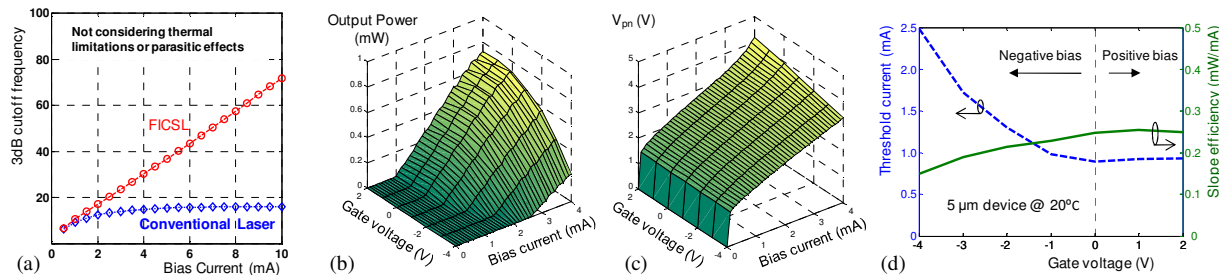 100
80
60
40
20
3dB cutoff frequency
Not considering thermal
limitations or parasitic effects
FICSL
Conventional Laser
0 2 4 6 8 10
Bias Current (mA)
(a)
Output Power
(mW)
1
0.8
0.6
0.4
0.2
0
2
0
-2
-4
Gate voltage (V)
0
1
2
3
4
Bias current (mA)
(b)
Vpn (V)
5
4
3
2
1
0
2
0
-2
-4
Gate voltage (V)
0
2
4
Bias current (mA)
(c)
2.5
2.0
1.5
1.0
0.5
0
Threshold current (mA)
Negative bias
Positive bias
5 μm device @ 20ºC
0.5
0.4
0.3
0.2
0.1
0
Slope efficiency (mW/mA)
-4 -3 -2 -1 0 1 2
Gate voltage (V)
(d)